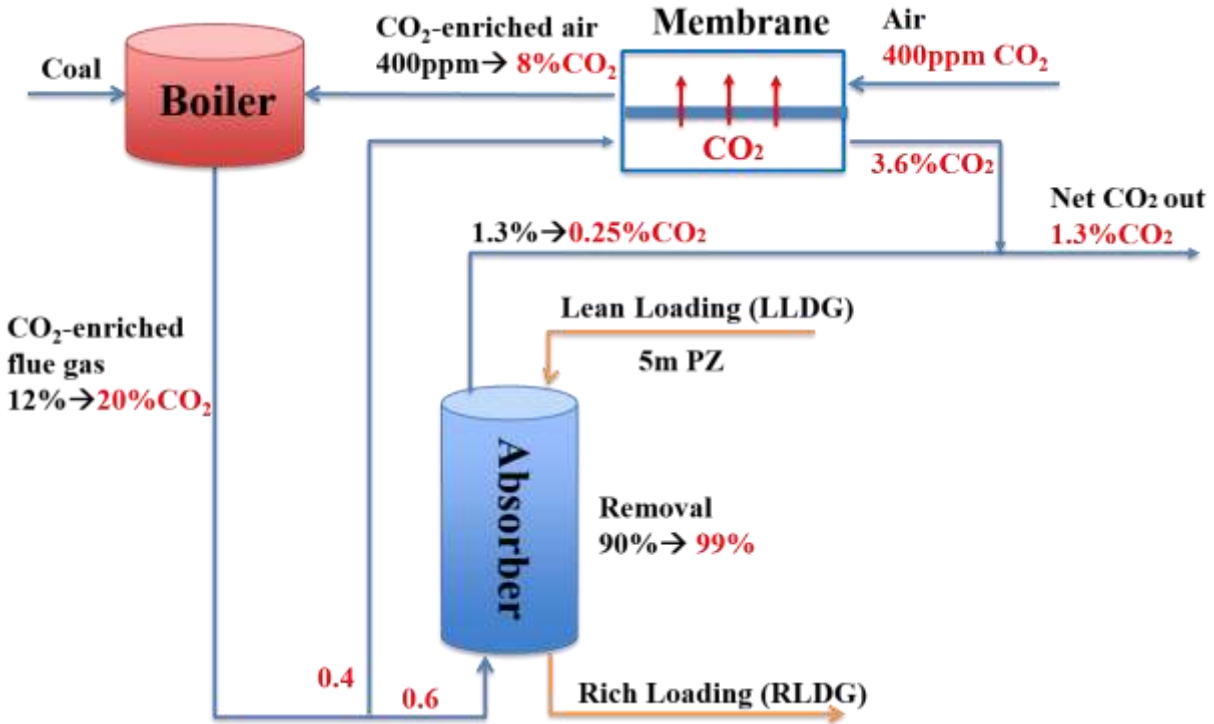 CO₂-enriched air
400ppm→ 8%CO₂
Membrane
Air
400ppm CO₂
Coal
Boiler
CO₂
3.6%CO₂
Net CO₂ out
1.3%CO₂
1.3%→0.25%CO₂
Lean Loading (LLDG)
5m PZ
CO₂-enriched
flue gas
12%→20%CO₂
Absorber
Removal
90%→ 99%
0.4
0.6
Rich Loading (RLDG)